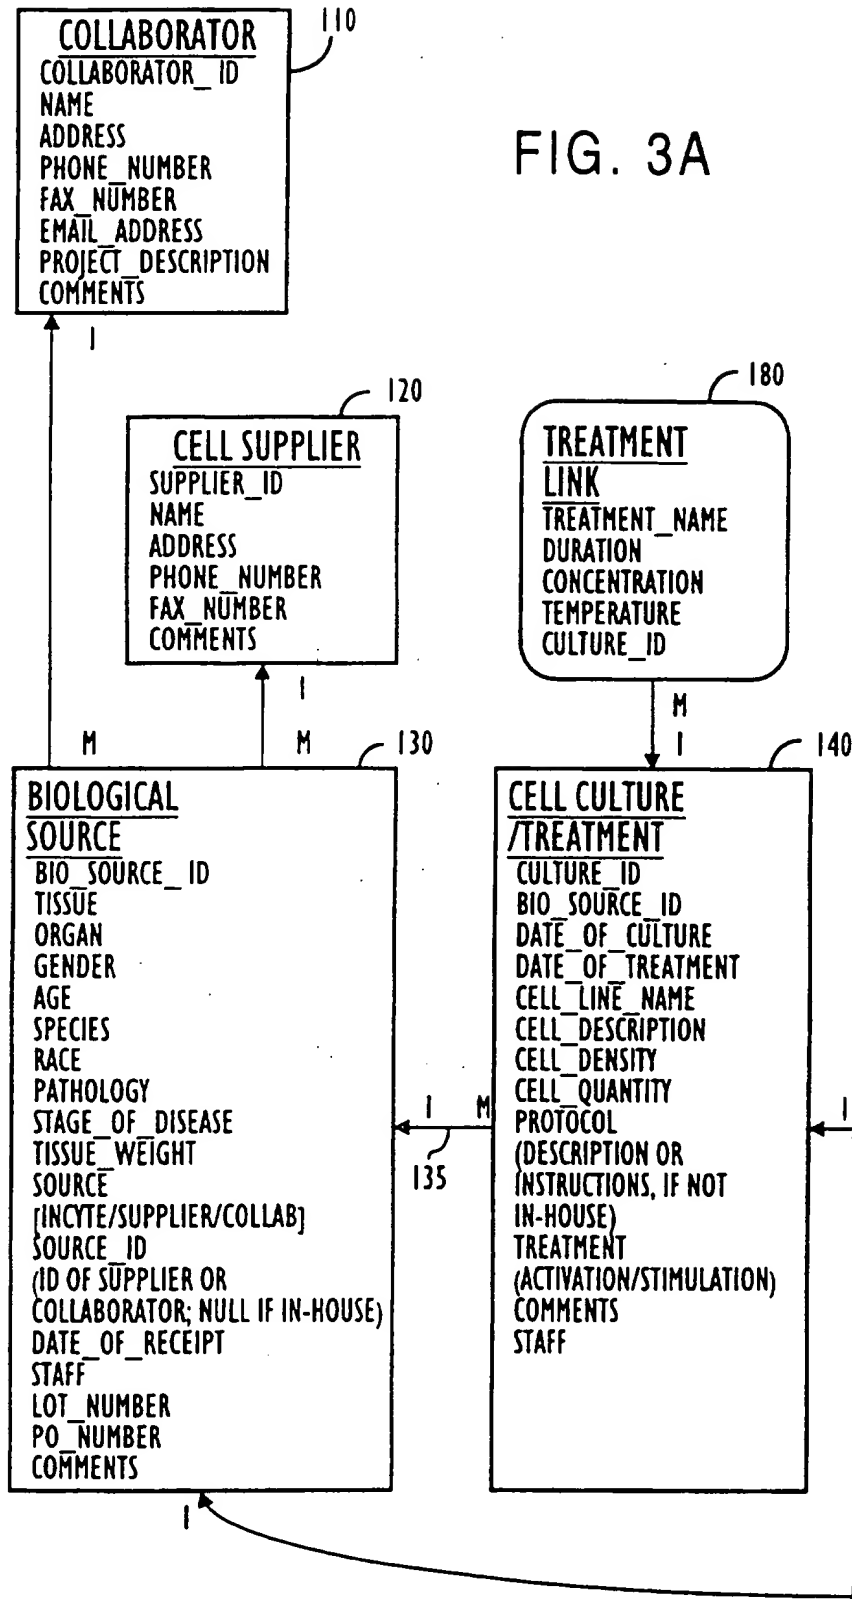 110
COLLABORATOR
COLLABORATOR_ID
NAME
ADDRESS
PHONE_NUMBER
FAX_NUMBER
EMAIL_ADDRESS
PROJECT_DESCRIPTION
COMMENTS
FIG. 3A
1
120
CELL SUPPLIER
SUPPLIER_ID
NAME
ADDRESS
PHONE_NUMBER
FAX_NUMBER
COMMENTS
1
M
M
180
TREATMENT
LINK
TREATMENT_NAME
DURATION
CONCENTRATION
TEMPERATURE
CULTURE_ID
M
1
130
BIOLOGICAL
SOURCE
BIO_SOURCE_ID
TISSUE
ORGAN
GENDER
AGE
SPECIES
RACE
PATHOLOGY
STAGE_OF_DISEASE
TISSUE_WEIGHT
SOURCE
[INCYTE/SUPPLIER/COLLAB]
SOURCE_ID
(ID OF SUPPLIER OR
COLLABORATOR; NULL IF IN-HOUSE)
DATE_OF_RECEIPT
STAFF
LOT_NUMBER
PO_NUMBER
COMMENTS
1
1 M
135
140
CELL CULTURE
/TREATMENT
CULTURE_ID
BIO_SOURCE_ID
DATE_OF_CULTURE
DATE_OF_TREATMENT
CELL_LINE_NAME
CELL_DESCRIPTION
CELL_DENSITY
CELL_QUANTITY
PROTOCOL
(DESCRIPTION OR
INSTRUCTIONS, IF NOT
IN-HOUSE)
TREATMENT
(ACTIVATION/STIMULATION)
COMMENTS
STAFF
1